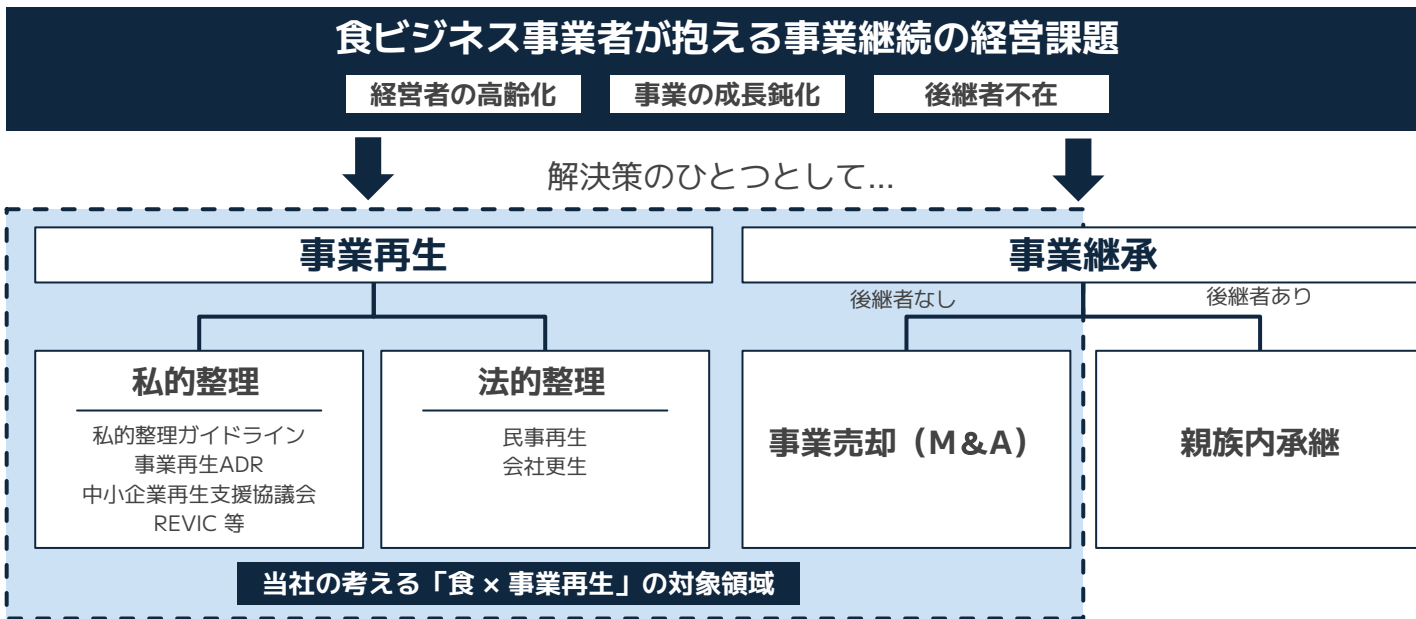 食ビジネス事業者が抱える事業継続の経営課題
経営者の高齢化
事業の成長鈍化
後継者不在
解決策のひとつとして...
事業再生
事業継承
後継者なし
後継者あり
私的整理
私的整理ガイドライン
事業再生ADR
中小企業再生支援協議会
REVIC 等
法的整理
民事再生
会社更生
事業売却（M&A）
親族内承継
当社の考える「食 × 事業再生」の対象領域